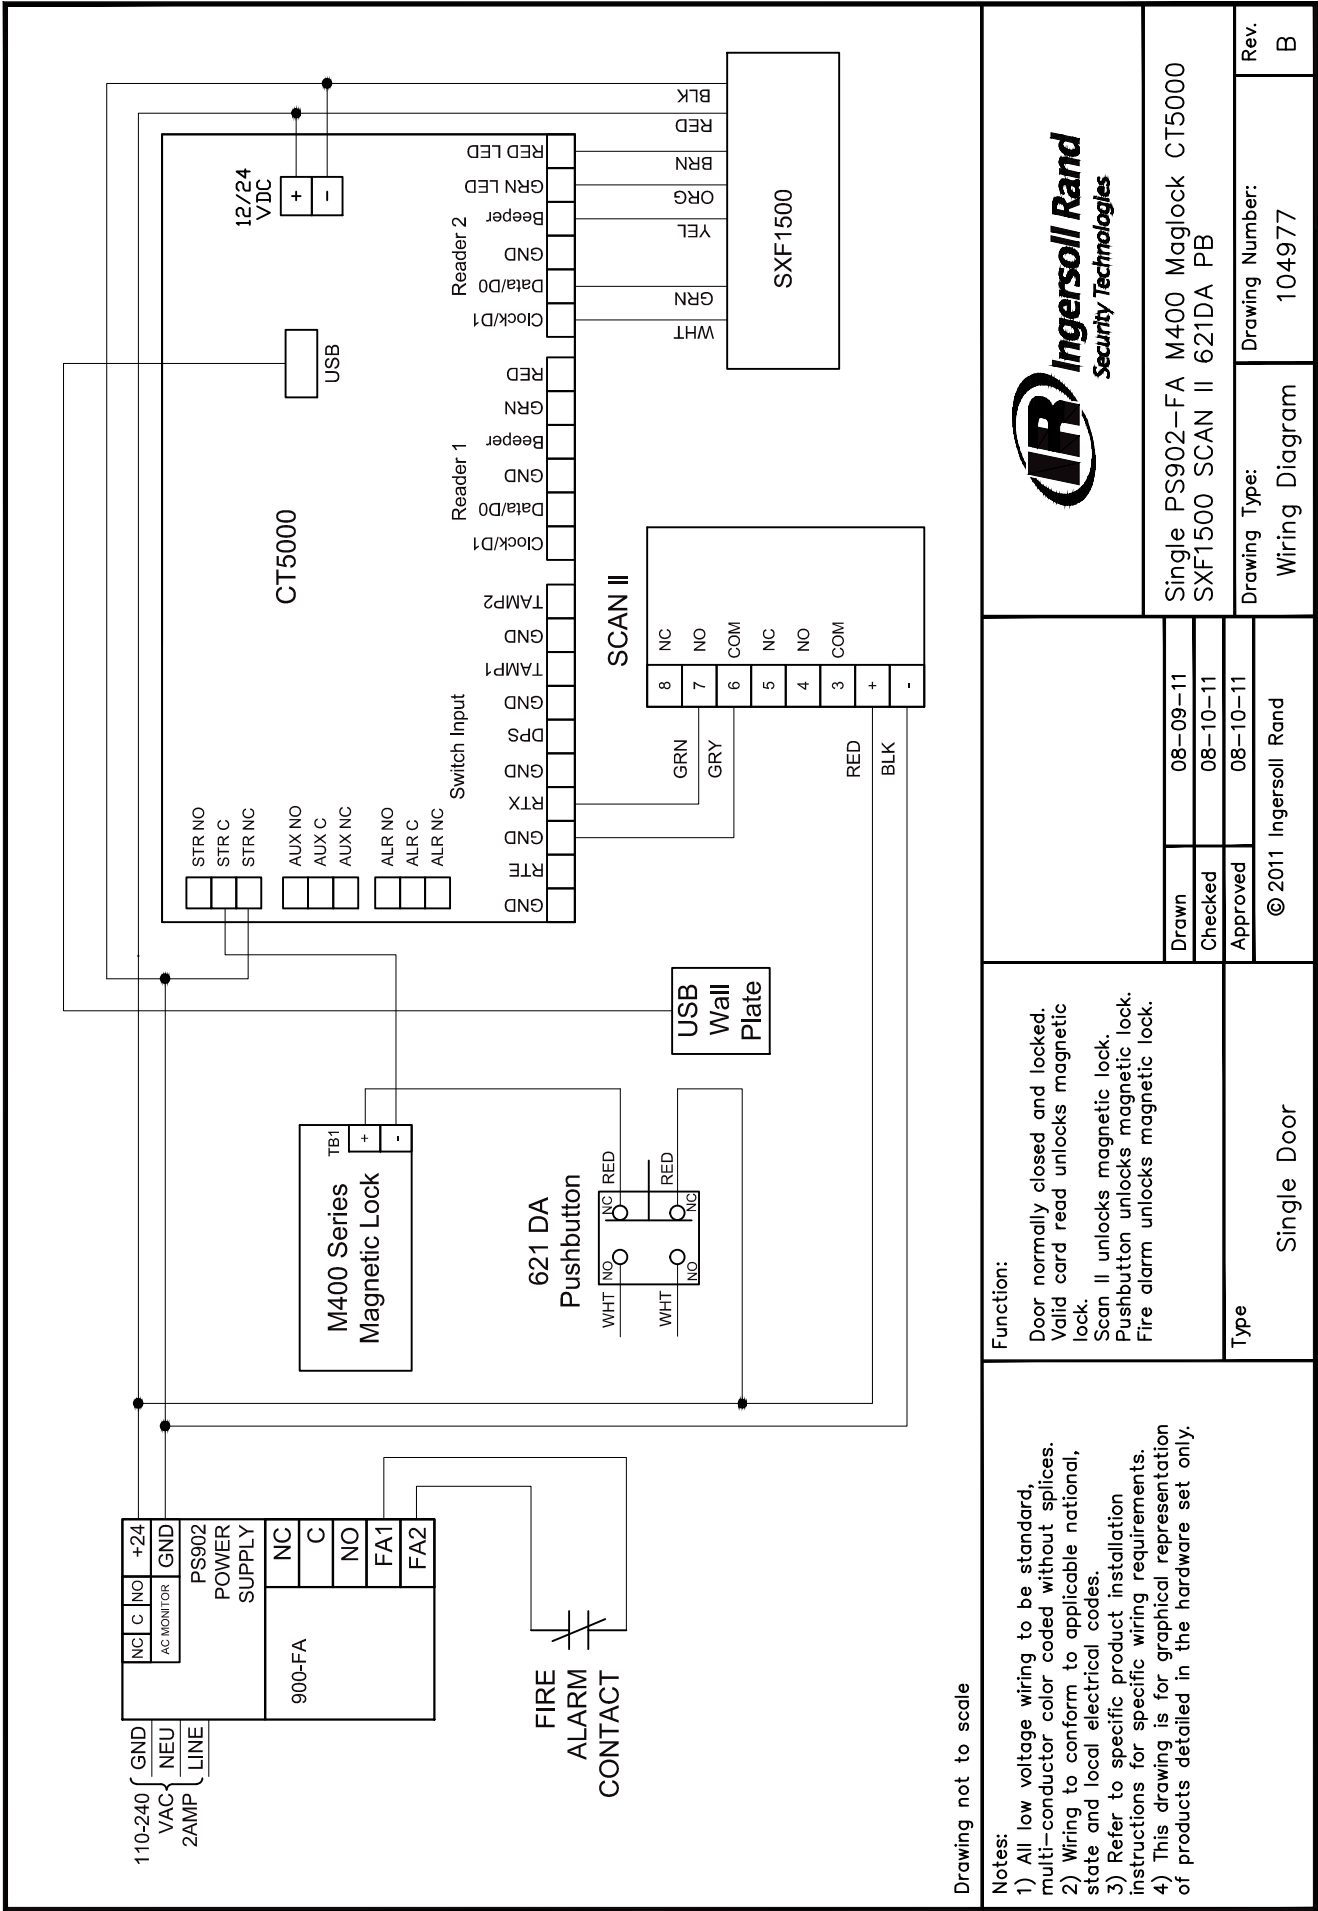 110-240
VAC
2AMP
GND
NEU
LINE
NC
C
NO
+24
AC MONITOR
GND
PS902
POWER
SUPPLY
900-FA
NC
C
NO
FA1
FA2
FIRE
ALARM
CONTACT
M400 Series
Magnetic Lock
TB1
+
-
621 DA
Pushbutton
WHT
NO
NC
RED
WHT
NO
NC
RED
USB
Wall
Plate
CT5000
STR NO
STR C
STR NC
AUX NO
AUX C
AUX NC
ALR NO
ALR C
ALR NC
Switch Input
GND
RTE
GND
RTX
GND
DPS
GND
TAMP1
GND
TAMP2
Reader 1
Clock/D1
Data/D0
GND
Beeper
GRN
RED
Reader 2
Clock/D1
Data/D0
GND
Beeper
GRN LED
RED LED
USB
12/24
VDC
+
-
SCAN II
GRN
GRY
RED
BLK
8 NC
7 NO
6 COM
5 NC
4 NO
3 COM
+
-
WHT
GRN
YEL
ORG
BRN
RED
BLK
SXF1500
Drawing not to scale
Notes:
1) All low voltage wiring to be standard,
multi-conductor color coded without splices.
2) Wiring to conform to applicable national,
state and local electrical codes.
3) Refer to specific product installation
instructions for specific wiring requirements.
4) This drawing is for graphical representation
of products detailed in the hardware set only.
Function:
Door normally closed and locked.
Valid card read unlocks magnetic
lock.
Scan II unlocks magnetic lock.
Pushbutton unlocks magnetic lock.
Fire alarm unlocks magnetic lock.
Type
Single Door
Drawn 08-09-11
Checked 08-10-11
Approved 08-10-11
© 2011 Ingersoll Rand
IR Ingersoll Rand
Security Technologies
Single PS902-FA M400 Maglock CT5000
SXF1500 SCAN II 621DA PB
Drawing Type:
Wiring Diagram
Drawing Number:
104977
Rev.
B